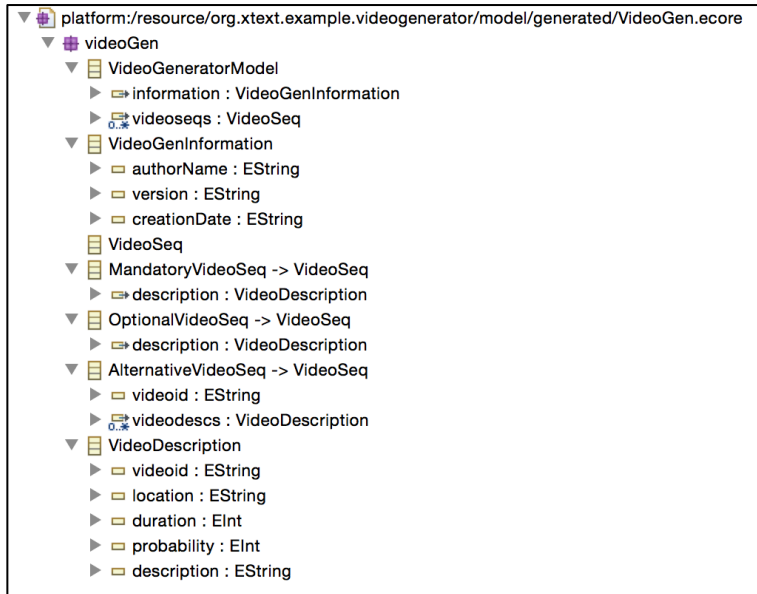 platform:/resource/org.xtext.example.videogenerator/model/generated/VideoGen.ecore
videoGen
VideoGeneratorModel
information : VideoGenInformation
0..* videoseqs : VideoSeq
VideoGenInformation
authorName : EString
version : EString
creationDate : EString
VideoSeq
MandatoryVideoSeq -> VideoSeq
description : VideoDescription
OptionalVideoSeq -> VideoSeq
description : VideoDescription
AlternativeVideoSeq -> VideoSeq
videoid : EString
0..* videodescs : VideoDescription
VideoDescription
videoid : EString
location : EString
duration : EInt
probability : EInt
description : EString